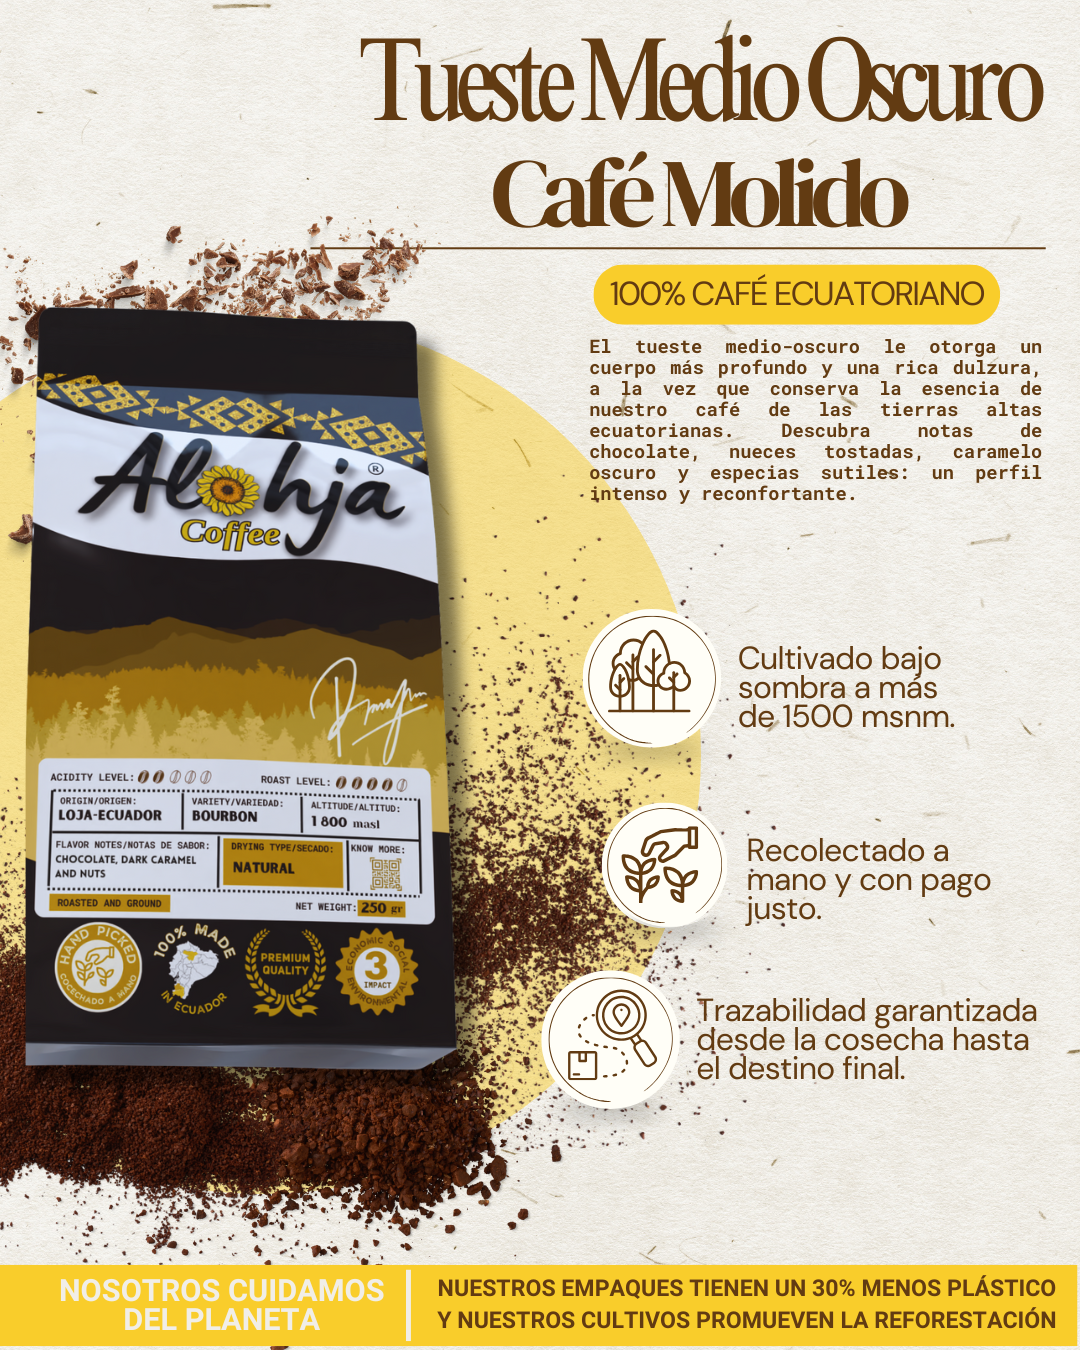 Tueste Medio Oscuro
Café Molido
100% CAFÉ ECUATORIANO
El tueste medio-oscuro le otorga un
cuerpo más profundo y una rica dulzura,
a la vez que conserva la esencia de
nuestro café de las tierras altas
ecuatorianas. Descubra notas de
chocolate, nueces tostadas, caramelo
oscuro y especias sutiles: un perfil
intenso y reconfortante.
Alohja®
Coffee
Cultivado bajo
sombra a más
de 1500 msnm.
Recolectado a
mano y con pago
justo.
Trazabilidad garantizada
desde la cosecha hasta
el destino final.
ACIDITY LEVEL:
ROAST LEVEL:
ORIGIN/ORIGEN:
LOJA-ECUADOR
VARIETY/VARIEDAD:
BOURBON
ALTITUDE/ALTITUD:
1800 masl
FLAVOR NOTES/NOTAS DE SABOR:
CHOCOLATE, DARK CARAMEL
AND NUTS
DRYING TYPE/SECADO:
NATURAL
KNOW MORE:
ROASTED AND GROUND
NET WEIGHT: 250 gr
HAND PICKED
COCECHADO A MANO
100% MADE
IN ECUADOR
PREMIUM
QUALITY
ECONOMIC SOCIAL
3
IMPACT
ENVIRONMENTAL
NOSOTROS CUIDAMOS
DEL PLANETA
NUESTROS EMPAQUES TIENEN UN 30% MENOS PLÁSTICO
Y NUESTROS CULTIVOS PROMUEVEN LA REFORESTACIÓN